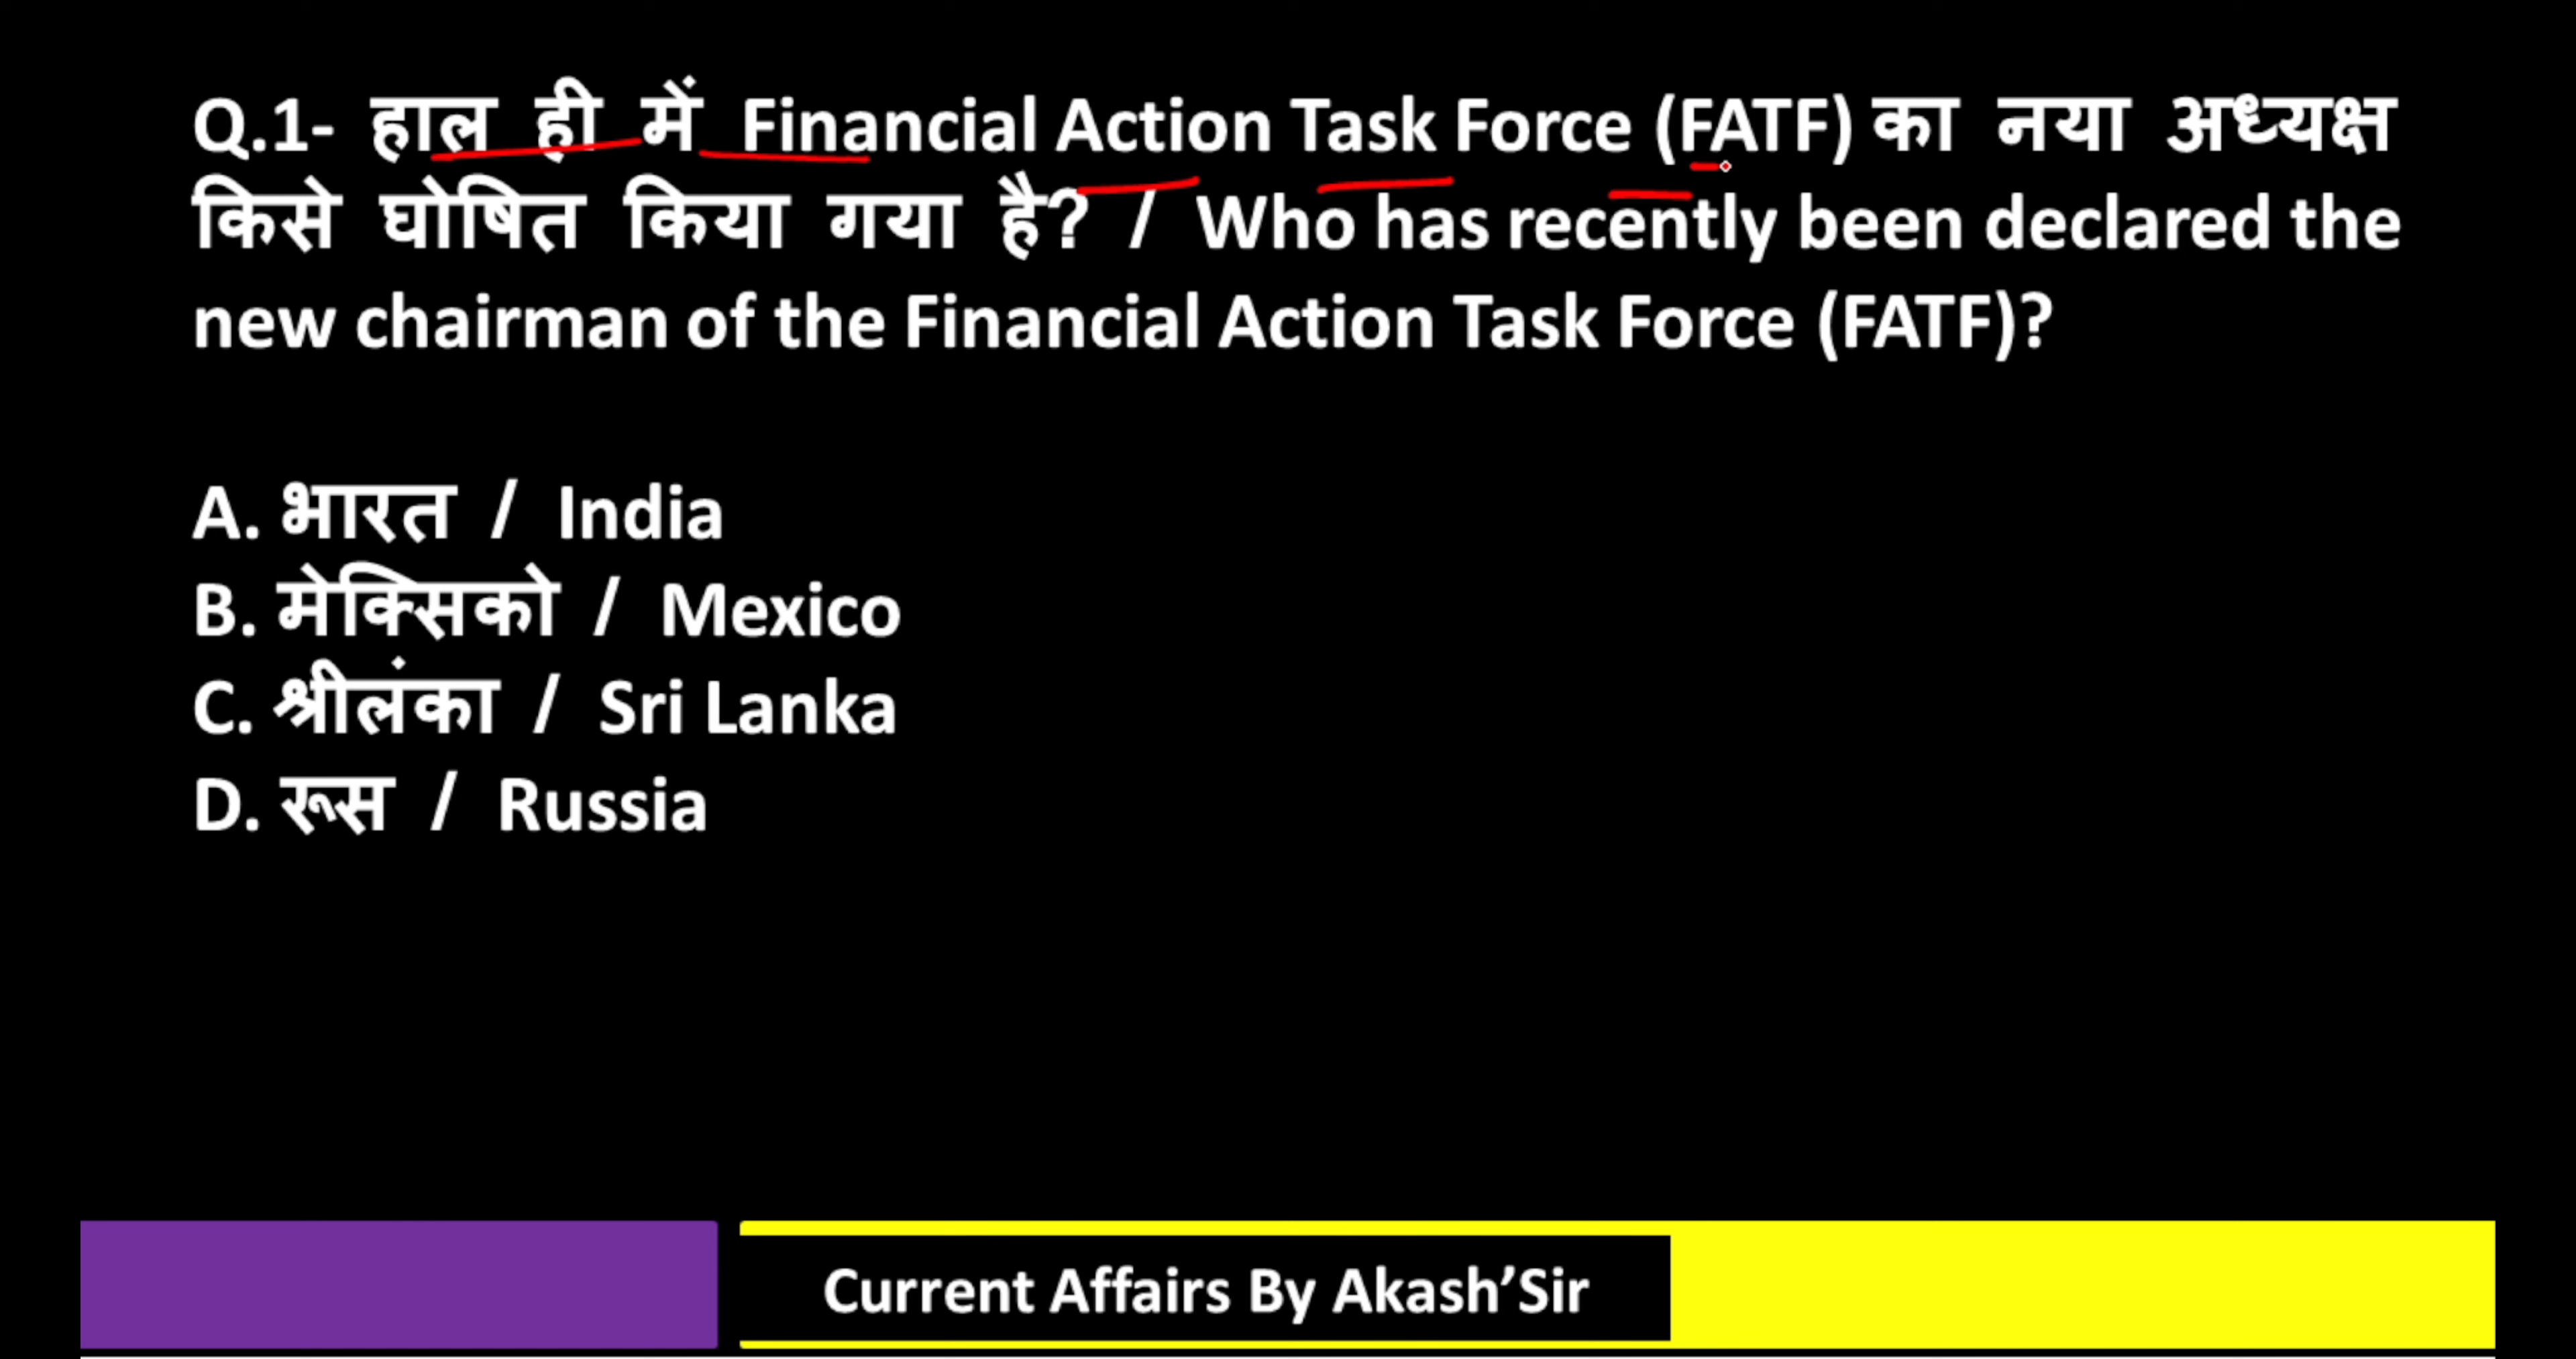 Q.1- हाल ही में Financial Action Task Force (FATF) का नया अध्यक्ष
किसे घोषित किया गया है? / Who has recently been declared the
new chairman of the Financial Action Task Force (FATF)?
A. भारत / India
B. मेक्सिको / Mexico
C. श्रीलंका / Sri Lanka
D. रूस / Russia
Current Affairs By Akash’Sir